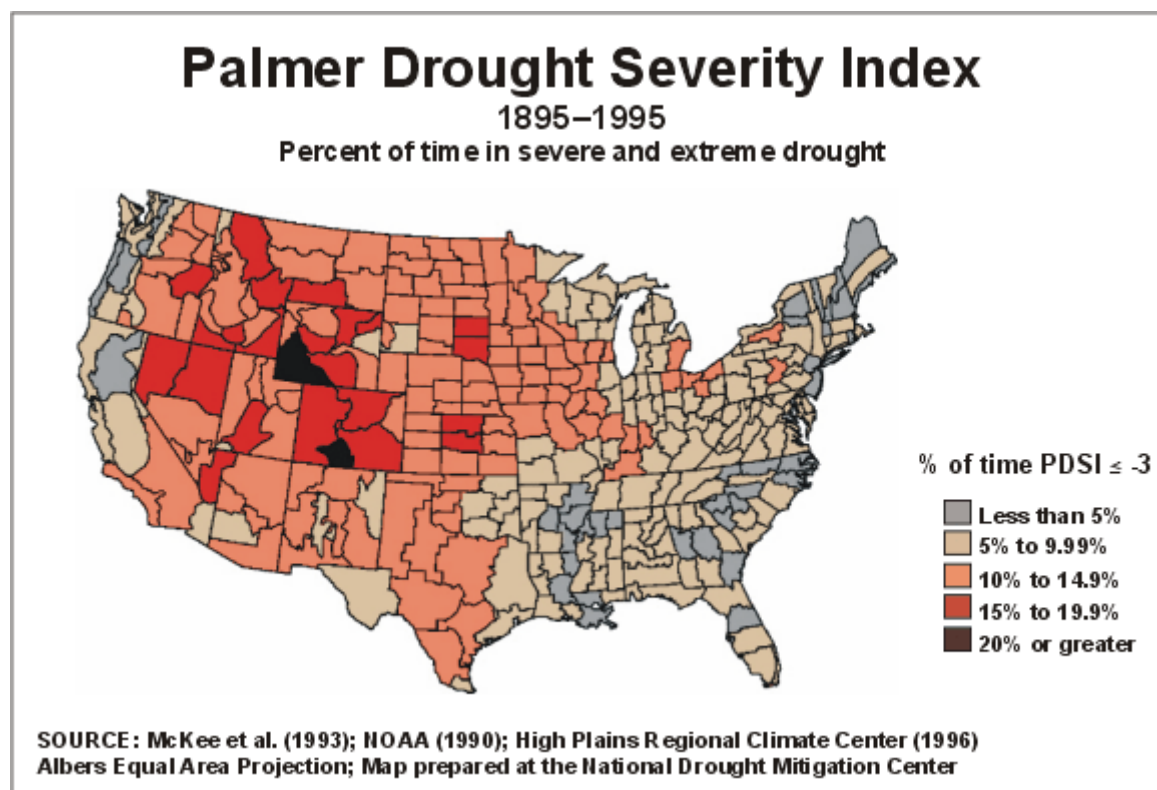 Palmer Drought Severity Index
1895–1995
Percent of time in severe and extreme drought
% of time PDSI ≤ -3
Less than 5%
5% to 9.99%
10% to 14.9%
15% to 19.9%
20% or greater
SOURCE: McKee et al. (1993); NOAA (1990); High Plains Regional Climate Center (1996)
Albers Equal Area Projection; Map prepared at the National Drought Mitigation Center